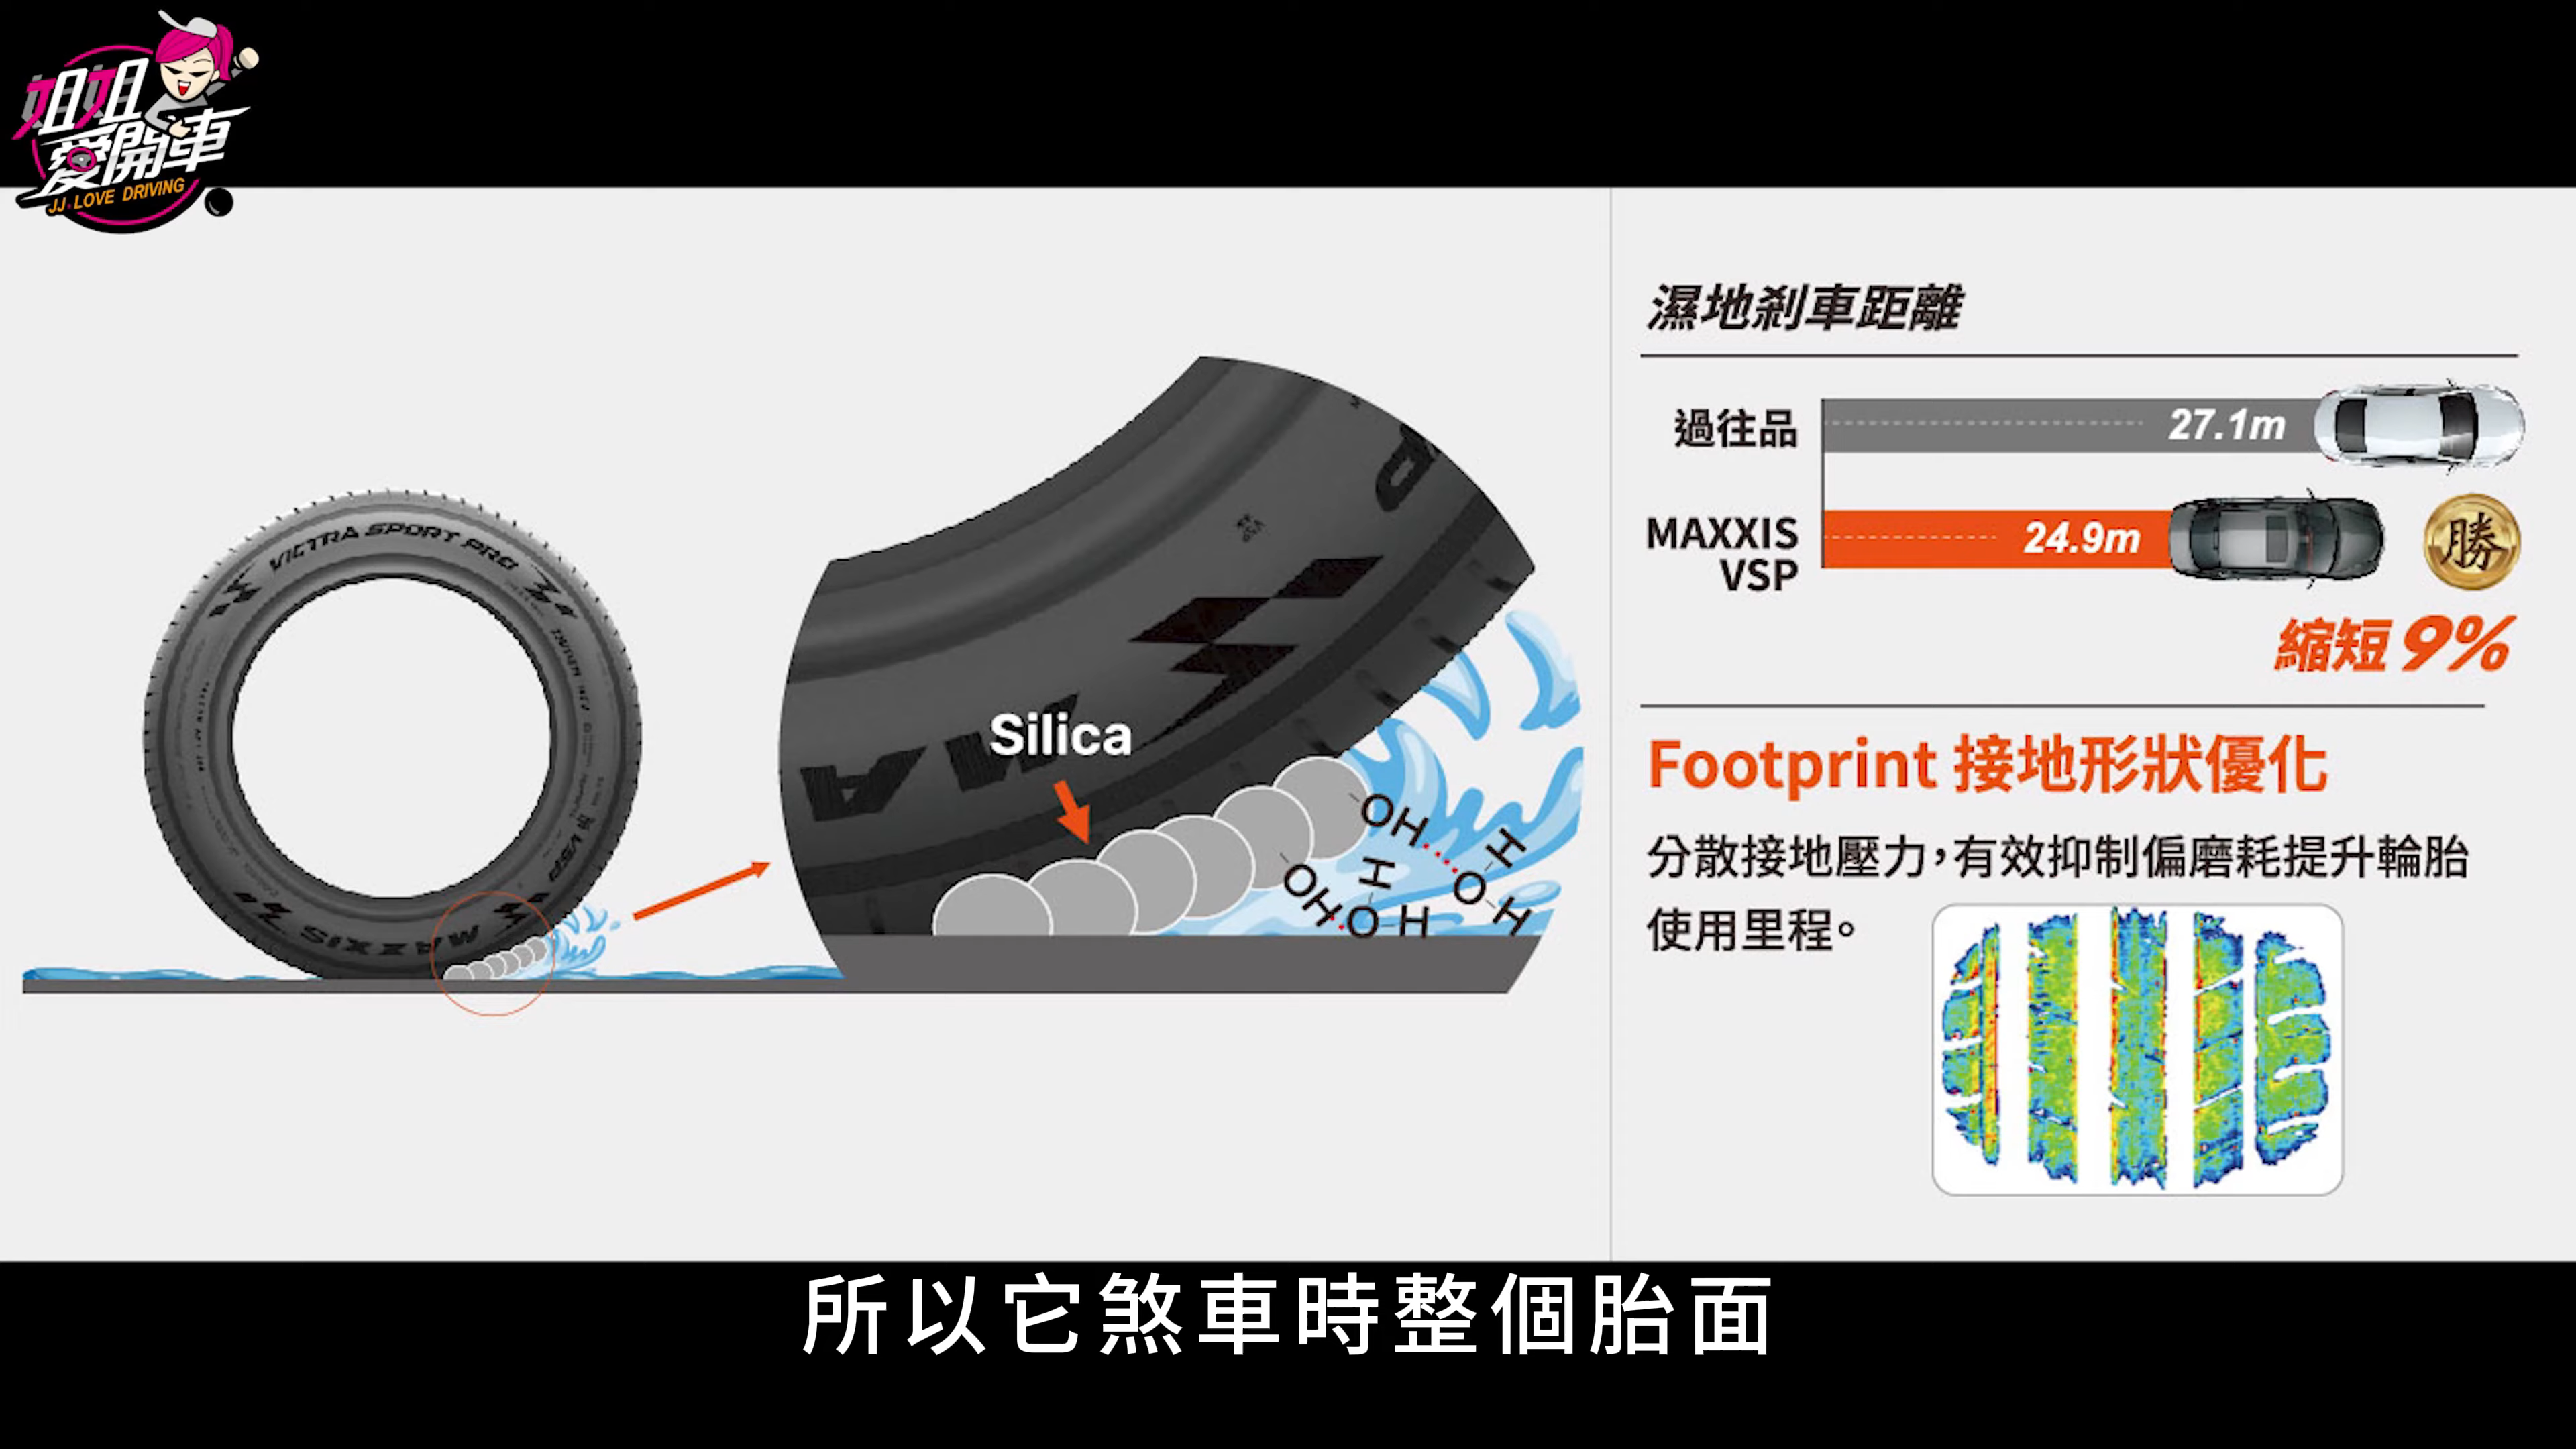 姐姐
愛開車
JJ LOVE DRIVING
VICTRA SPORT PRO
MAXXIS
VSP
MA
P
Silica
OH
H
O
H
OH
H
O
H
濕地剎車距離
過往品
27.1m
MAXXIS
VSP
24.9m
勝
縮短9%
Footprint 接地形狀優化
分散接地壓力，有效抑制偏磨耗提升輪胎
使用里程。
所以它煞車時整個胎面